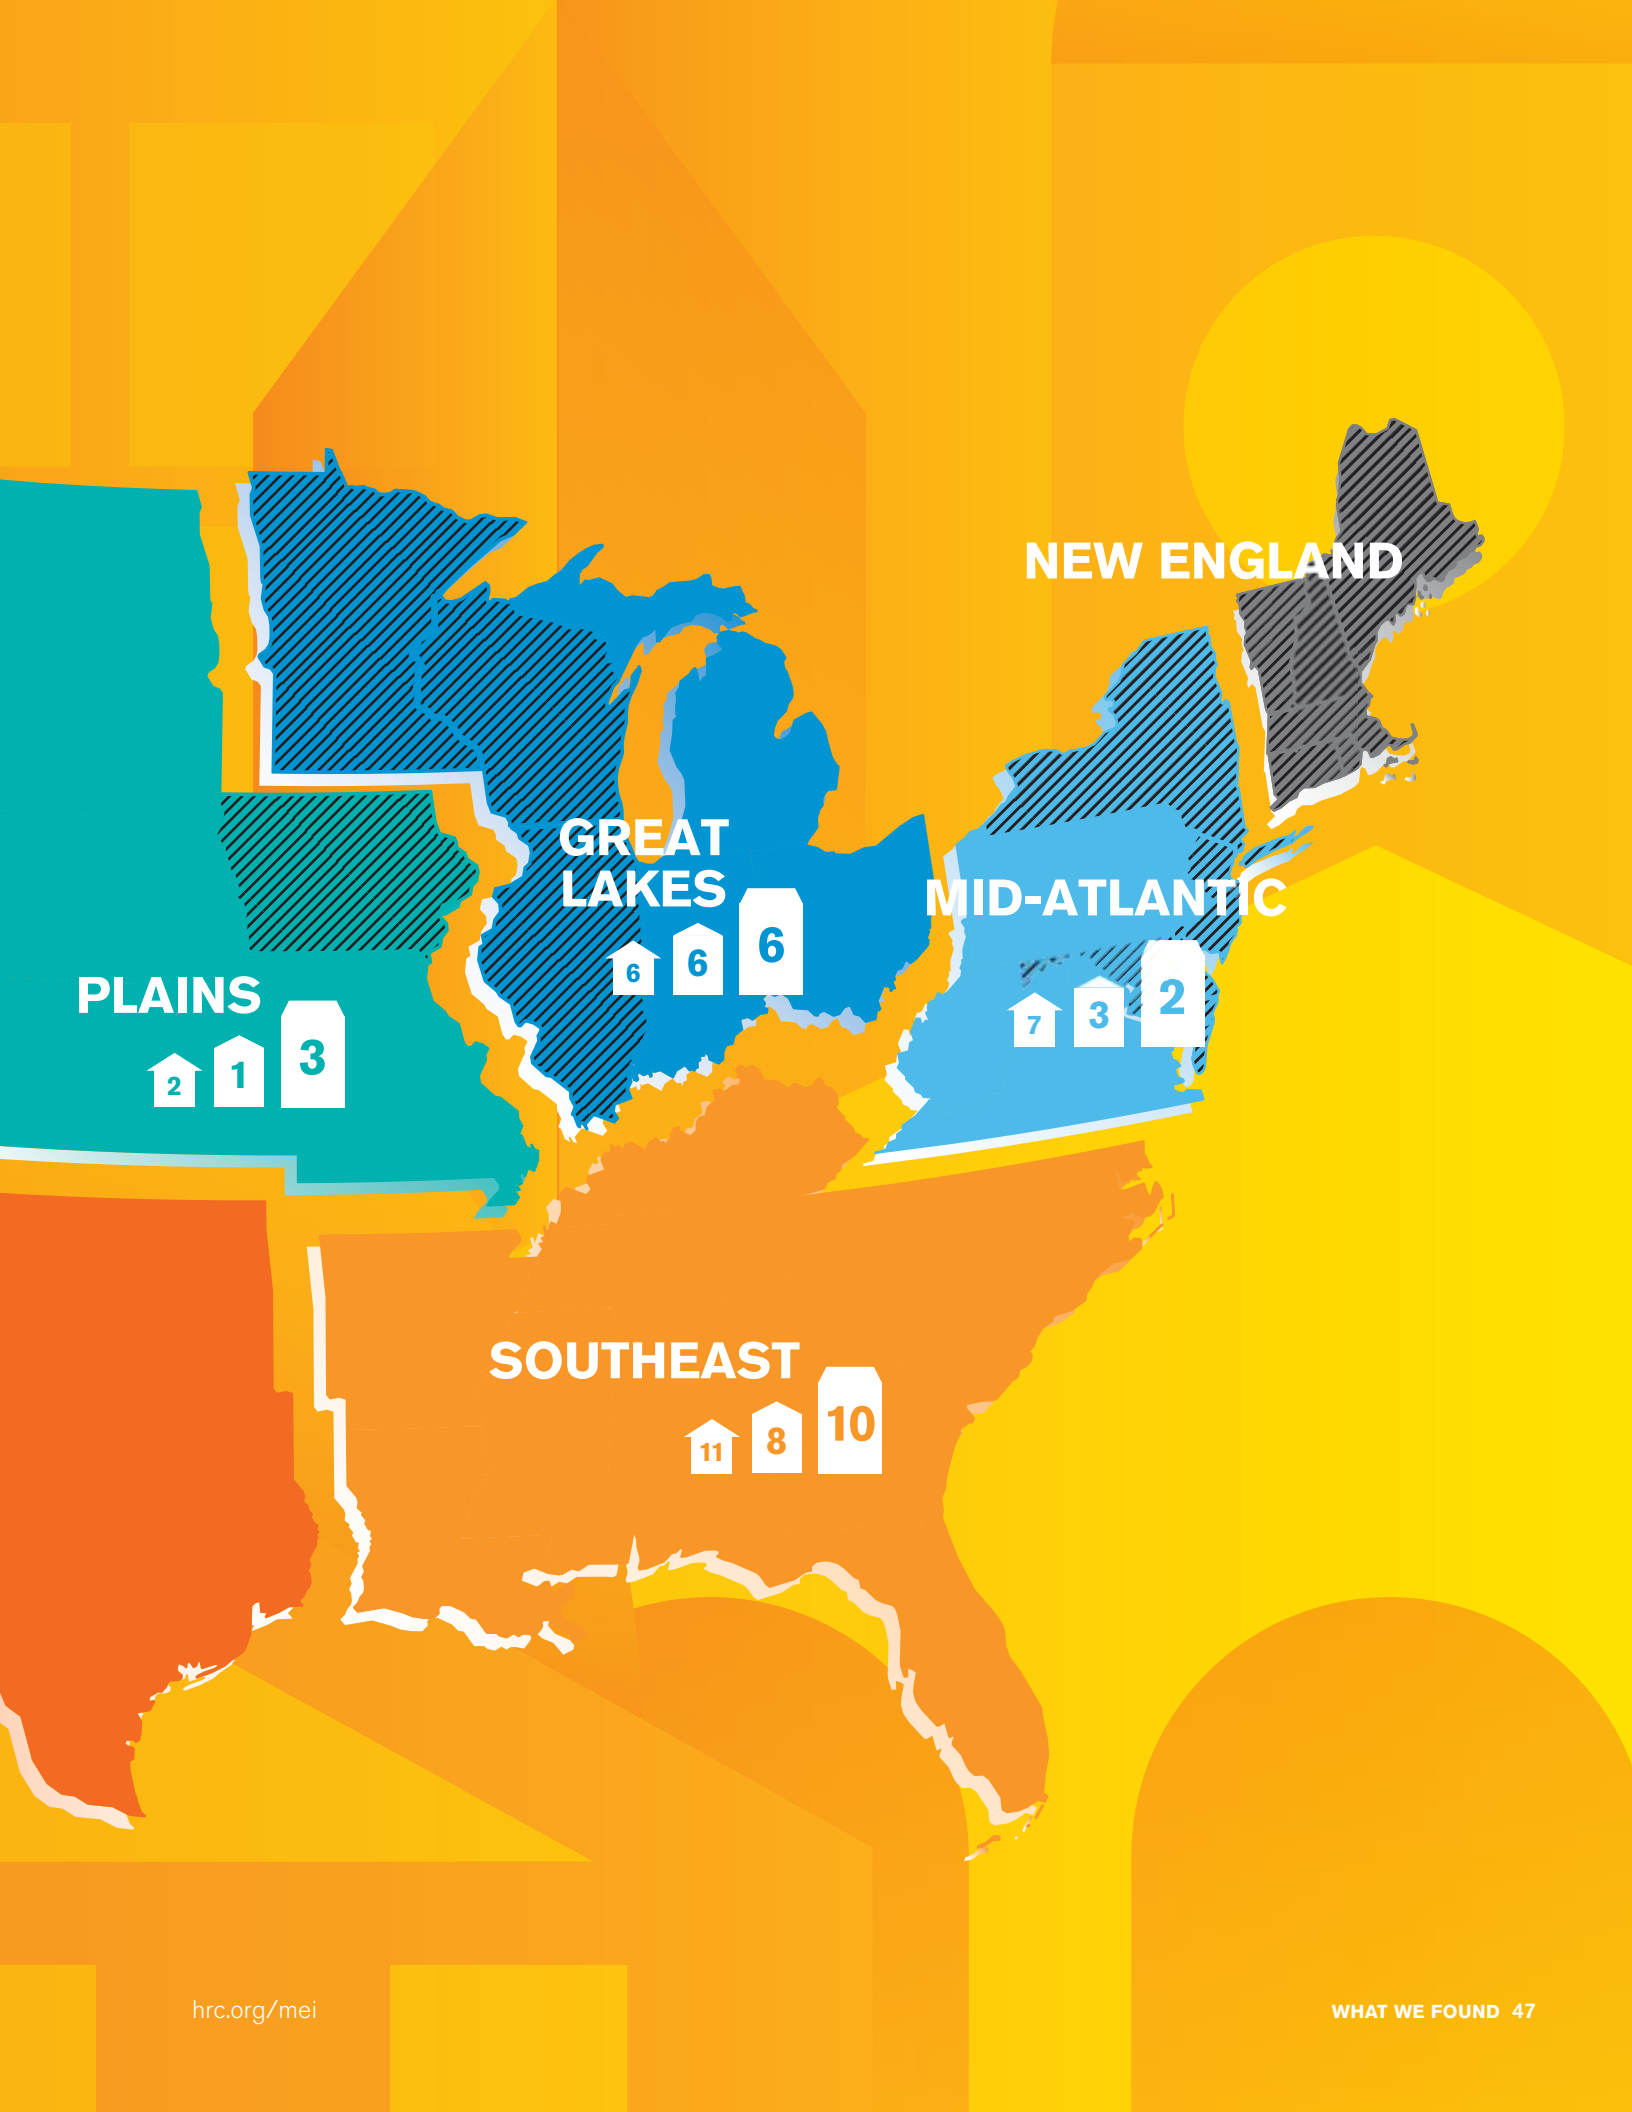 NEW ENGLAND
GREAT
LAKES
6 6 6
MID-ATLANTIC
7 3 2
PLAINS
2 1 3
SOUTHEAST
11 8 10
hrc.org/mei
WHAT WE FOUND 47